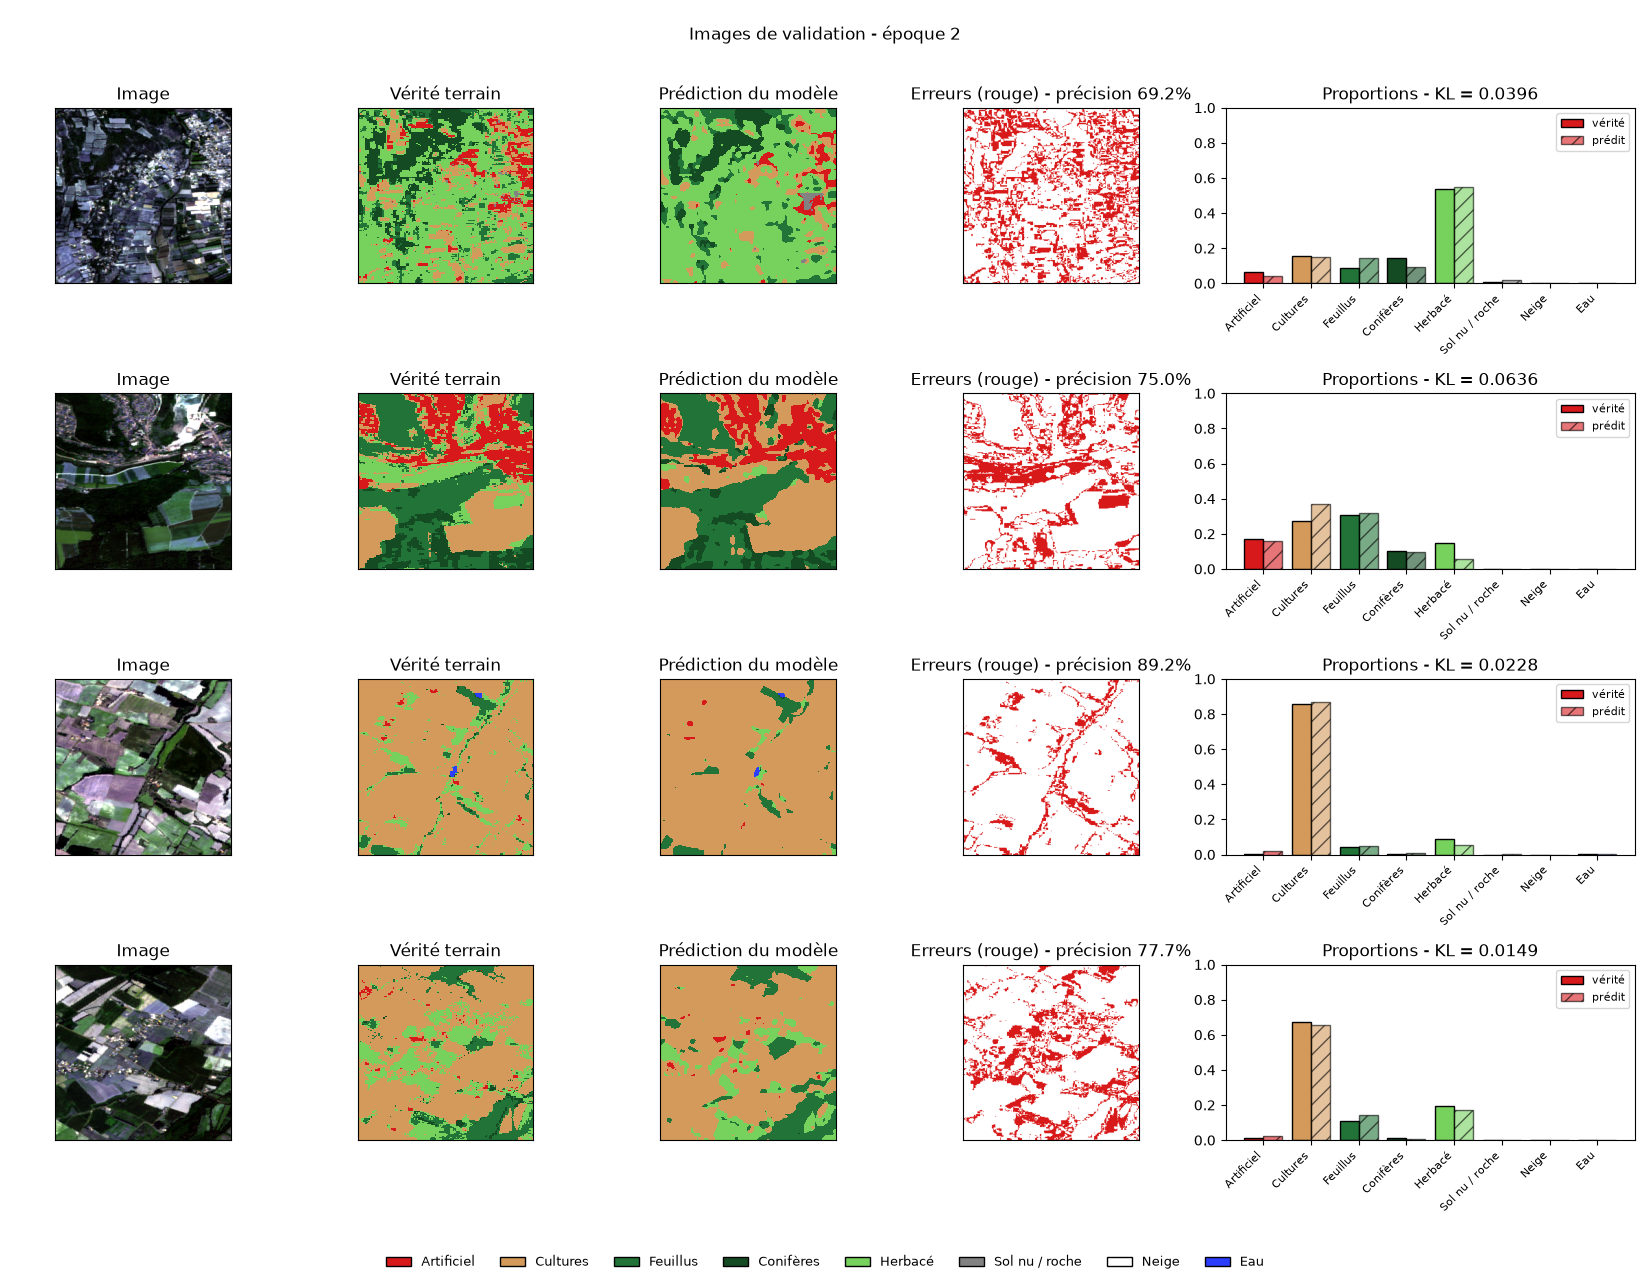 Images de validation - époque 2
Image
Vérité terrain
Prédiction du modèle
Erreurs (rouge) - précision 69.2%
Proportions - KL = 0.0396
1.0
0.8
0.6
0.4
0.2
0.0
vérité
prédit
Artificiel
Cultures
Feuillus
Conifères
Herbacé
Sol nu / roche
Neige
Eau
Image
Vérité terrain
Prédiction du modèle
Erreurs (rouge) - précision 75.0%
Proportions - KL = 0.0636
1.0
0.8
0.6
0.4
0.2
0.0
vérité
prédit
Artificiel
Cultures
Feuillus
Conifères
Herbacé
Sol nu / roche
Neige
Eau
Image
Vérité terrain
Prédiction du modèle
Erreurs (rouge) - précision 89.2%
Proportions - KL = 0.0228
1.0
0.8
0.6
0.4
0.2
0.0
vérité
prédit
Artificiel
Cultures
Feuillus
Conifères
Herbacé
Sol nu / roche
Neige
Eau
Image
Vérité terrain
Prédiction du modèle
Erreurs (rouge) - précision 77.7%
Proportions - KL = 0.0149
1.0
0.8
0.6
0.4
0.2
0.0
vérité
prédit
Artificiel
Cultures
Feuillus
Conifères
Herbacé
Sol nu / roche
Neige
Eau
Artificiel
Cultures
Feuillus
Conifères
Herbacé
Sol nu / roche
Neige
Eau